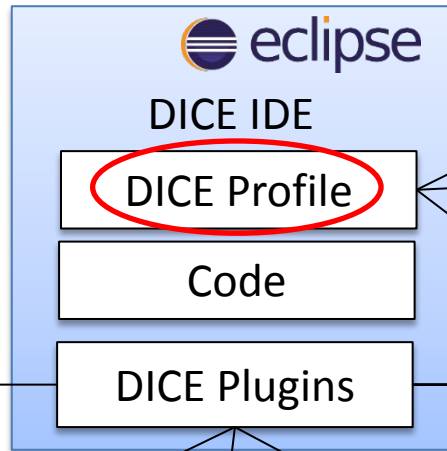 eclipse
DICE IDE
DICE Profile
Code
DICE Plugins